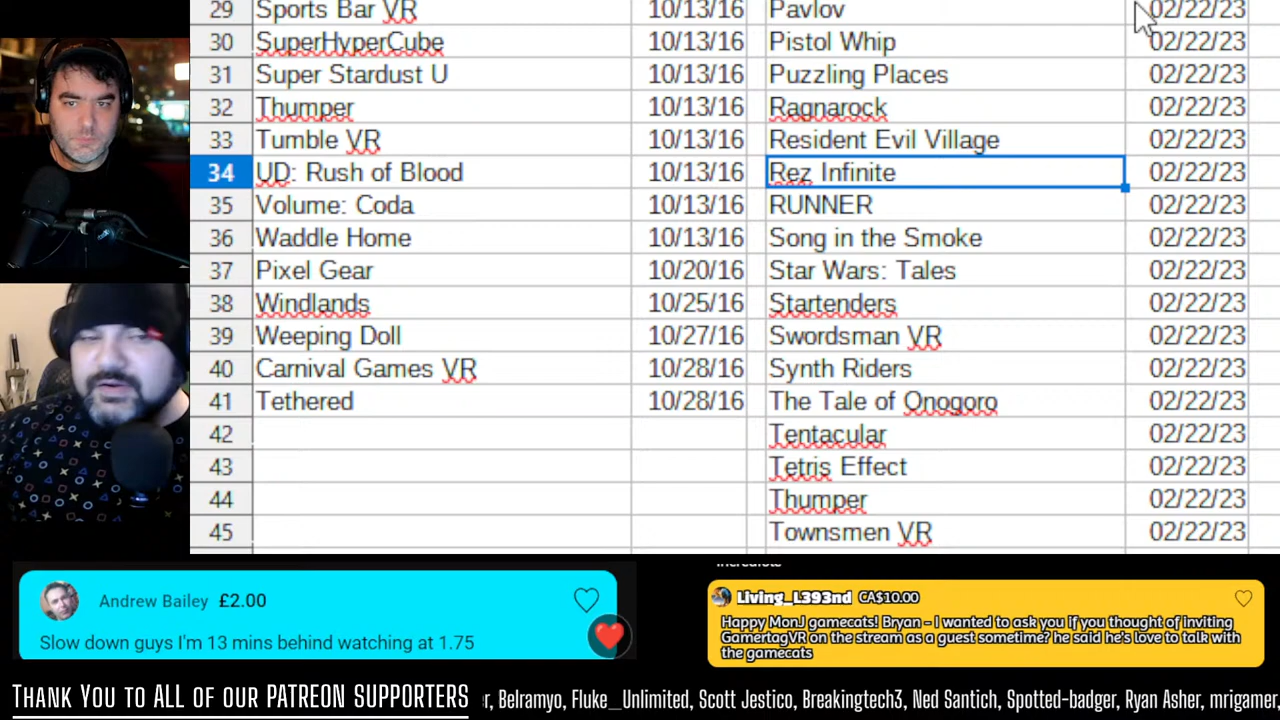 29 Sports Bar VR 10/13/16 Pavlov 02/22/23
30 SuperHyperCube 10/13/16 Pistol Whip 02/22/23
31 Super Stardust U 10/13/16 Puzzling Places 02/22/23
32 Thumper 10/13/16 Ragnarock 02/22/23
33 Tumble VR 10/13/16 Resident Evil Village 02/22/23
34 UD: Rush of Blood 10/13/16 Rez Infinite 02/22/23
35 Volume: Coda 10/13/16 RUNNER 02/22/23
36 Waddle Home 10/13/16 Song in the Smoke 02/22/23
37 Pixel Gear 10/20/16 Star Wars: Tales 02/22/23
38 Windlands 10/25/16 Startenders 02/22/23
39 Weeping Doll 10/27/16 Swordsman VR 02/22/23
40 Carnival Games VR 10/28/16 Synth Riders 02/22/23
41 Tethered 10/28/16 The Tale of Onogoro 02/22/23
42 Tentacular 02/22/23
43 Tetris Effect 02/22/23
44 Thumper 02/22/23
45 Townsmen VR 02/22/23
Andrew Bailey £2.00
Slow down guys I'm 13 mins behind watching at 1.75
Living_L393nd CA$10.00
Happy MonJ gamecats! Bryan - I wanted to ask you if you thought of inviting
GamertagVR on the stream as a guest sometime? he said he's love to talk with
the gamecats
THANK YOU TO ALL OF OUR PATREON SUPPORTERS
r, Belramyo, Fluke_Unlimited, Scott Jestico, Breakingtech3, Ned Santich, Spotted-badger, Ryan Asher, mrigamer,